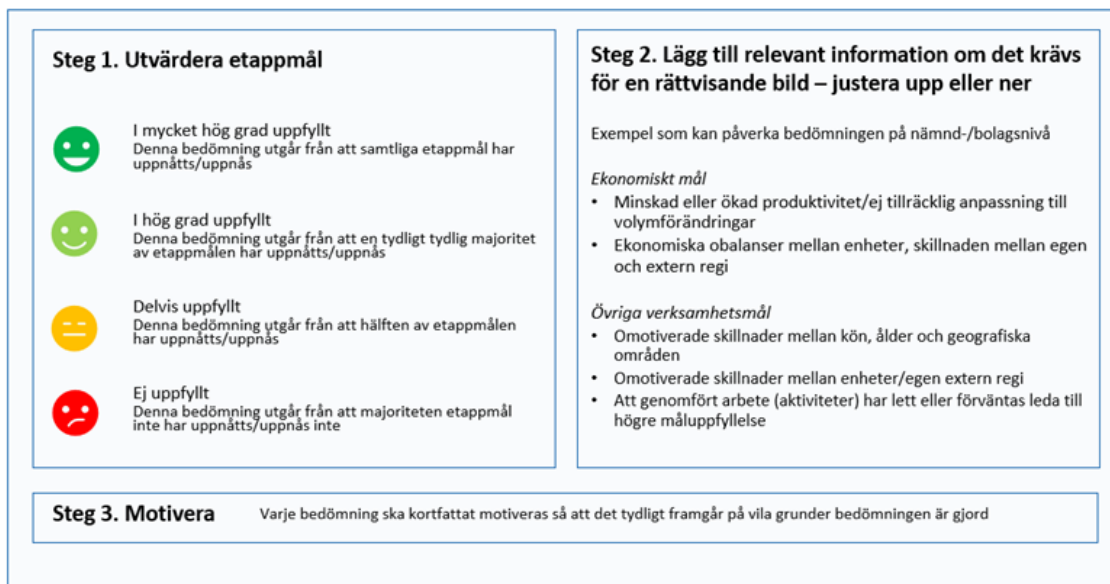 Steg 1. Utvärdera etappmål
I mycket hög grad uppfyllt
Denna bedömning utgår från att samtliga etappmål har
uppnåtts/uppnås
I hög grad uppfyllt
Denna bedömning utgår från att en tydligt tydlig majoritet
av etappmålen har uppnåtts/uppnås
Delvis uppfyllt
Denna bedömning utgår från att hälften av etappmålen
har uppnåtts/uppnås
Ej uppfyllt
Denna bedömning utgår från att majoriteten etappmål
inte har uppnåtts/uppnås inte
Steg 2. Lägg till relevant information om det krävs
för en rättvisande bild – justera upp eller ner
Exempel som kan påverka bedömningen på nämnd-/bolagsnivå
Ekonomiskt mål
• Minskad eller ökad produktivitet/ej tillräcklig anpassning till
volymförändringar
• Ekonomiska obalanser mellan enheter, skillnaden mellan egen
och extern regi
Övriga verksamhetsmål
• Omotiverade skillnader mellan kön, ålder och geografiska
områden
• Omotiverade skillnader mellan enheter/egen extern regi
• Att genomfört arbete (aktiviteter) har lett eller förväntas leda till
högre måluppfyllelse
Steg 3. Motivera Varje bedömning ska kortfattat motiveras så att det tydligt framgår på vila grunder bedömningen är gjord